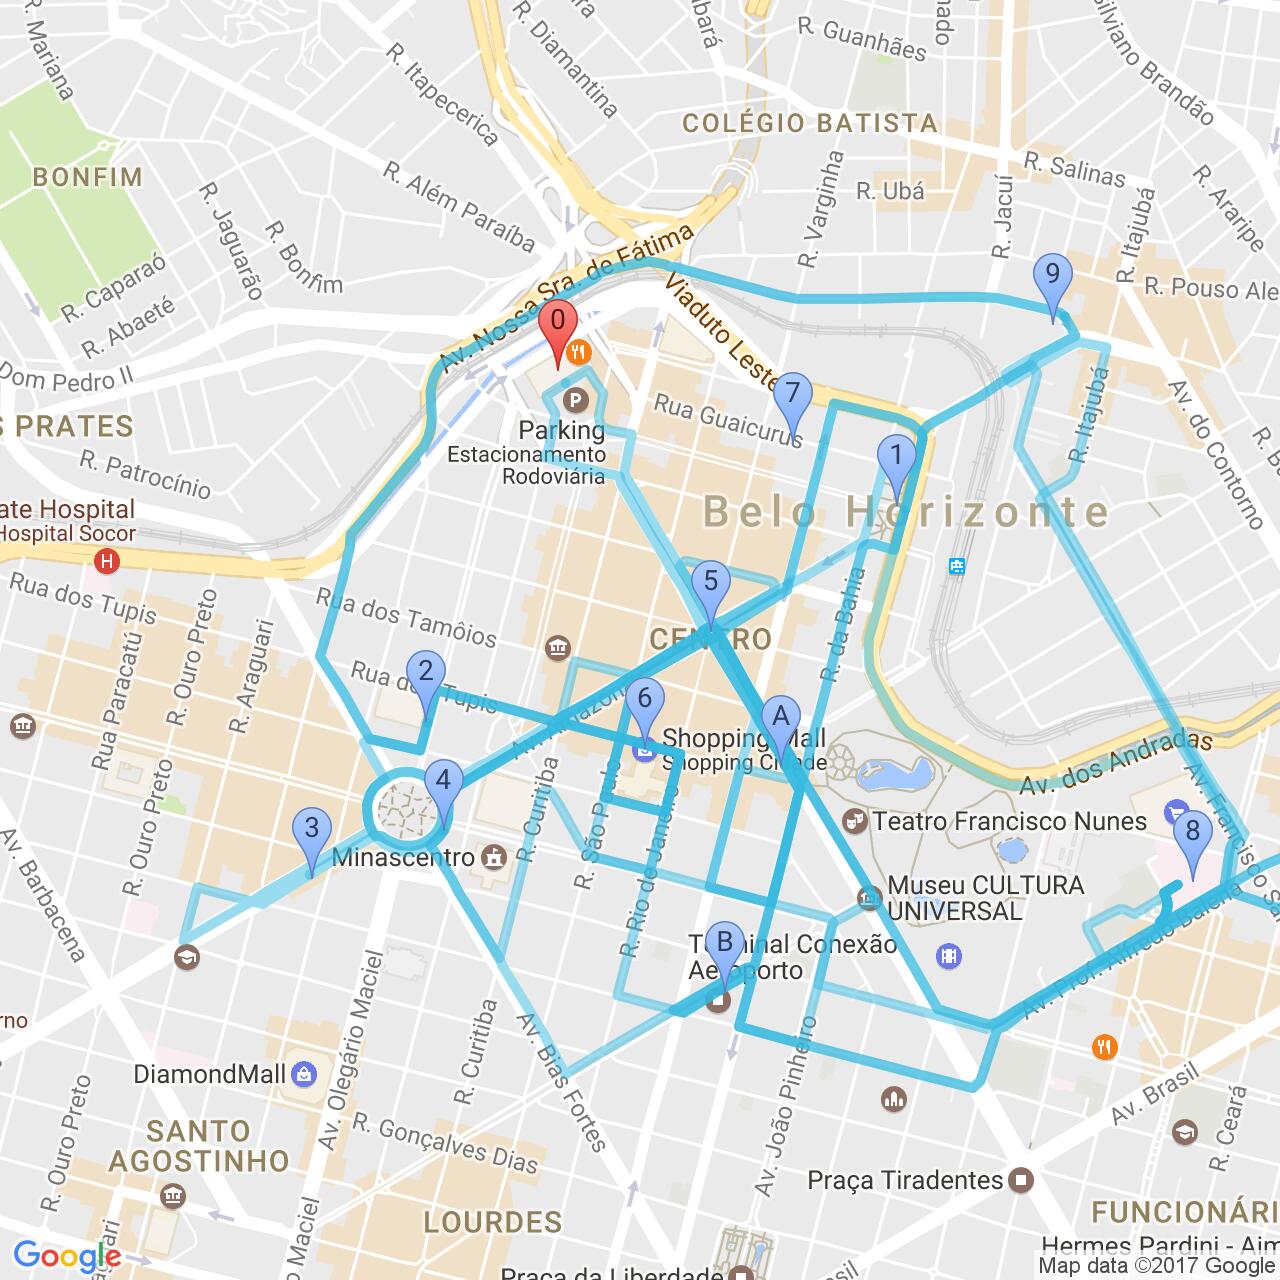 R. Mariana
R. Diamantina
R. Itapecerica
R. Guanhães
Silviano Brandão
COLÉGIO BATISTA
R. Salinas
R. Araripe
R. Ubá
R. Varginha
R. Jacuí
R. Itajubá
BONFIM
R. Além Paraíba
R. Jaguarão
R. Bonfim
R. Caparaó
R. Abaeté
R. Pouso Ale
9
Av. Nossa Sra. de Fátima
Viaduto Leste
0
Dom Pedro II
7
Rua Guaicurus
R. Itajubá
Av. do Contorno
S PRATES
P
Parking
Estacionamento
Rodoviária
1
R. Patrocínio
ate Hospital
Hospital Socor
H
Belo Horizonte
Rua dos Tupis
R. Ouro Preto
R. Araguari
Rua Paracatú
Rua dos Tamôios
5
CENTRO
R. da Bahia
2
Rua dos Tupis
6
A
Shopping Mall
Shopping Cidade
Av. dos Andradas
Av. Francisco Sa
4
3
R. Curitiba
R. São Paulo
R. Rio de Janeiro
R. Ouro Preto
Av. Barbacena
Minascentro
Teatro Francisco Nunes
8
Museu CULTURA
UNIVERSAL
Av. Prof. Alfredo Balena
B
Terminal Conexão
Aeroporto
R. Olegário Maciel
R. Curitiba
Av. Bias Fortes
Av. João Pinheiro
rno
DiamondMall
Av. Olegário Maciel
R. Ouro Preto
Av. Brasil
R. Ceará
SANTO
AGOSTINHO
R. Gonçalves Dias
Praça Tiradentes
LOURDES
FUNCIONÁRI
Hermes Pardini - Aim
Google
Praça da Liberdade
Map data ©2017 Google